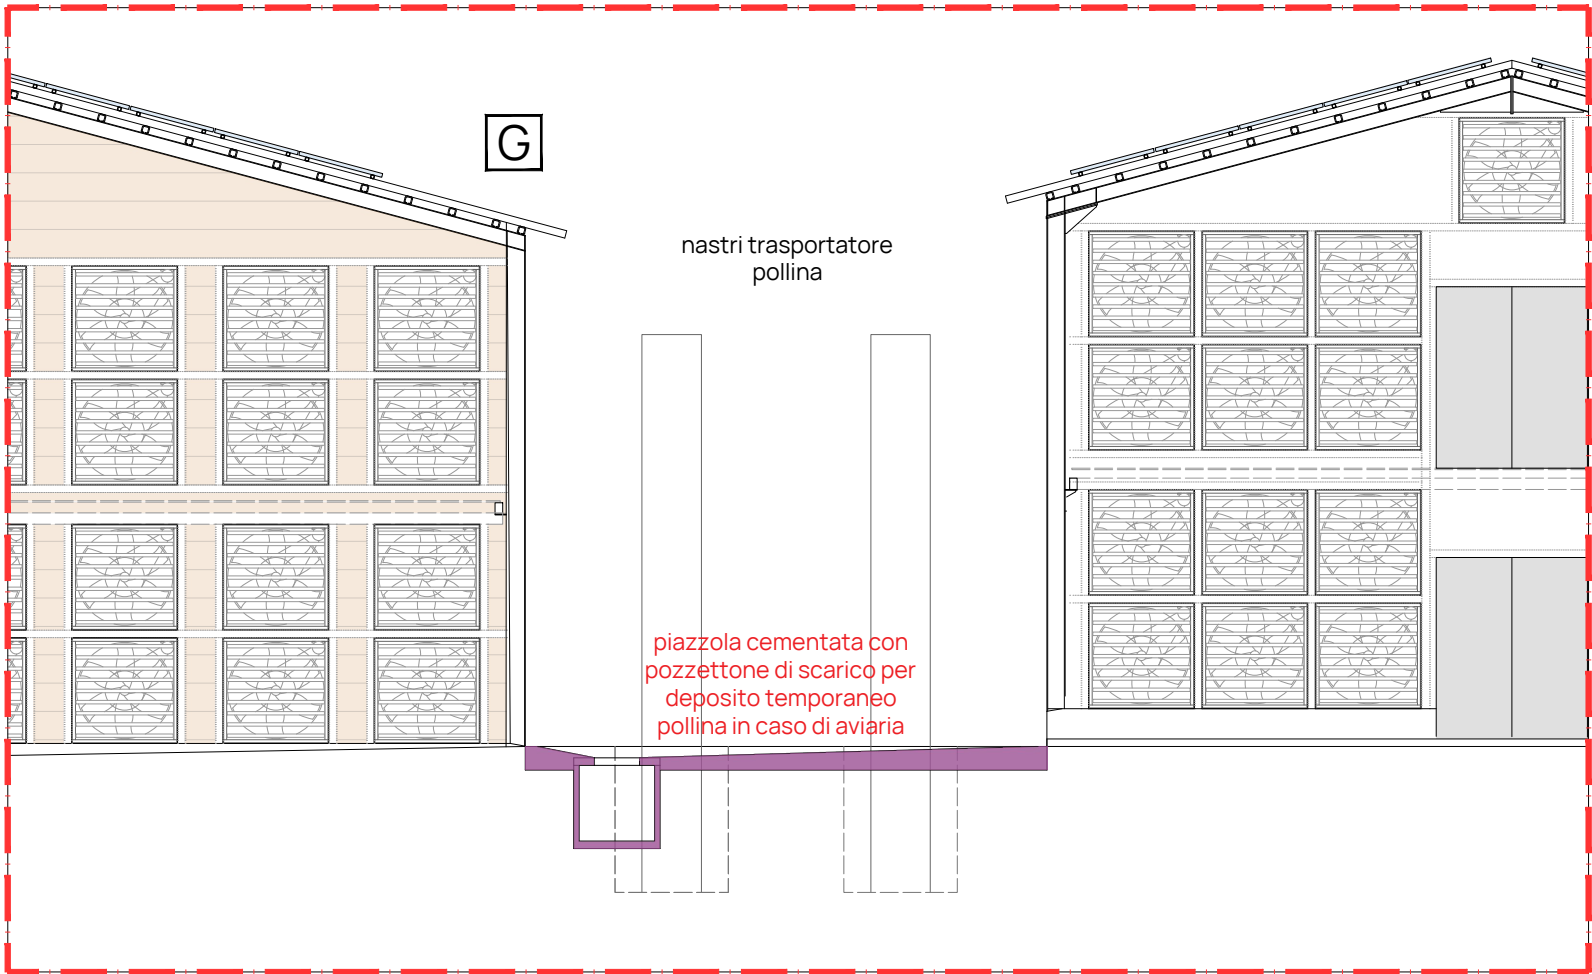 G
nastri trasportatore
pollina
piazzola cementata con
pozzettone di scarico per
deposito temporaneo
pollina in caso di aviaria